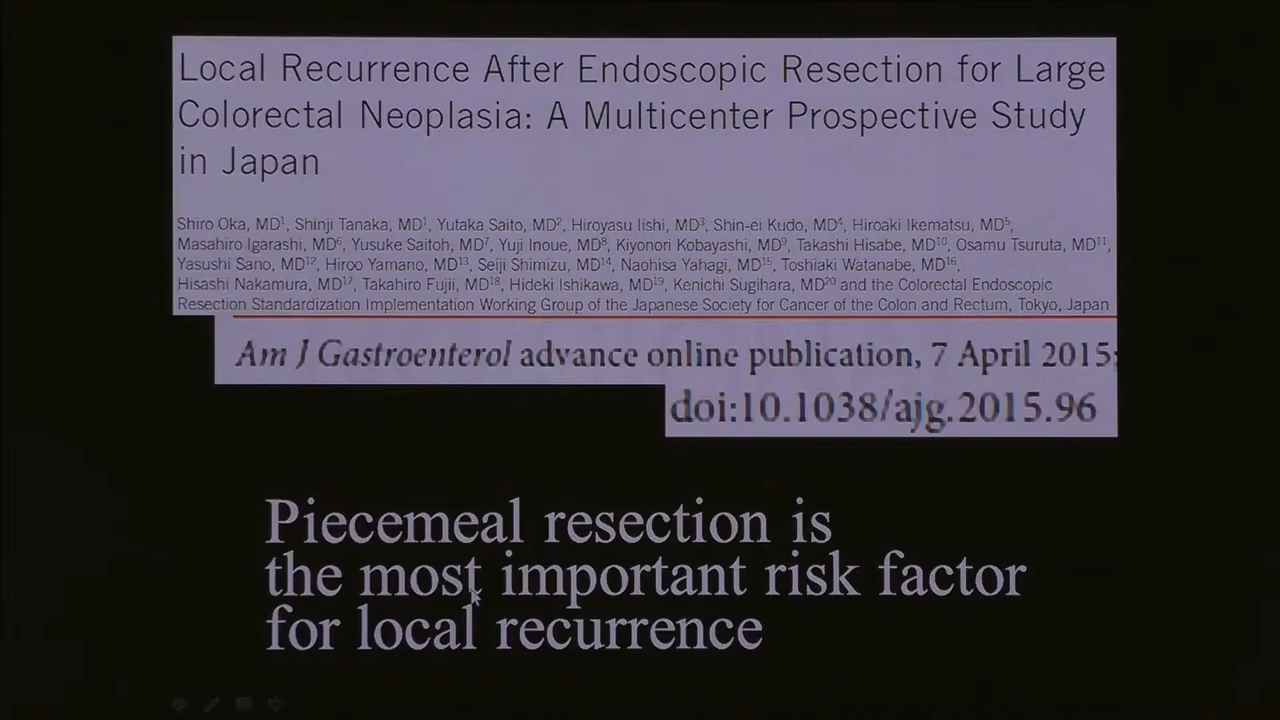 Local Recurrence After Endoscopic Resection for Large
Colorectal Neoplasia: A Multicenter Prospective Study
in Japan
Shiro Oka, MD¹, Shinji Tanaka, MD¹, Yutaka Saito, MD², Hiroyasu Iishi, MD³, Shin-ei Kudo, MD⁴, Hiroaki Ikematsu, MD⁵,
Masahiro Igarashi, MD⁶, Yusuke Saitoh, MD⁷, Yuji Inoue, MD⁸, Kiyonori Kobayashi, MD⁹, Takashi Hisabe, MD¹⁰, Osamu Tsuruta, MD¹¹,
Yasushi Sano, MD¹², Hiroo Yamano, MD¹³, Seiji Shimizu, MD¹⁴, Naohisa Yahagi, MD¹⁵, Toshiaki Watanabe, MD¹⁶,
Hisashi Nakamura, MD¹⁷, Takahiro Fujii, MD¹⁸, Hideki Ishikawa, MD¹⁹, Kenichi Sugihara, MD²⁰ and the Colorectal Endoscopic
Resection Standardization Implementation Working Group of the Japanese Society for Cancer of the Colon and Rectum, Tokyo, Japan
Am J Gastroenterol advance online publication, 7 April 2015;
doi:10.1038/ajg.2015.96
Piecemeal resection is
the most important risk factor
for local recurrence